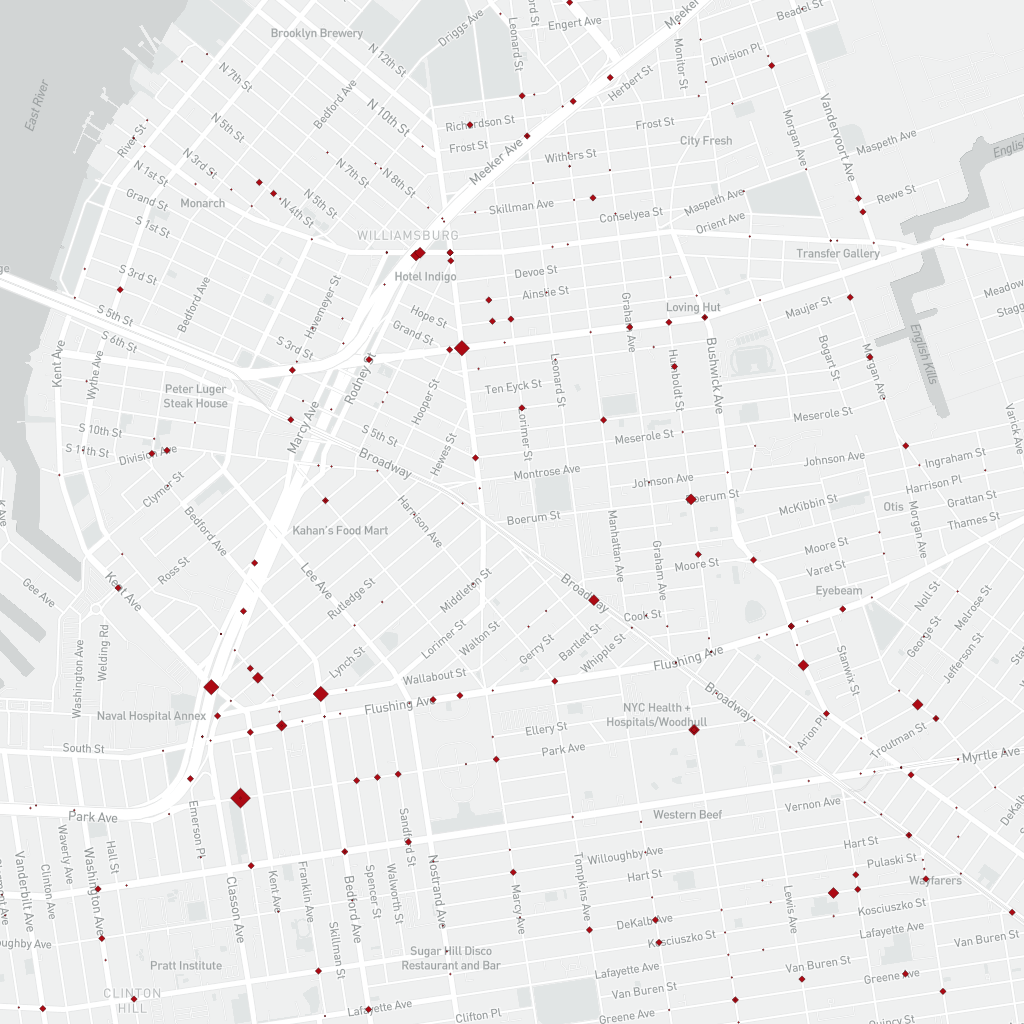 Driggs Ave
Leonard St
Engert Ave
Meeker
Beadel St
Brooklyn Brewery
N 12th St
Monitor St
Division Pl
N 7th St
Herbert St
East River
Bedford Ave
N 10th St
Vandervoort Ave
Morgan Ave
N 5th St
Richardson St
Frost St
Frost St
City Fresh
Maspeth Ave
River St
Meeker Ave
Withers St
English
N 3rd St
N 1st St
N 7th St
N 8th St
Grand St
Monarch
N 5th St
N 4th St
Skillman Ave
Conselyea St
Maspeth Ave
Rewe St
S 1st St
WILLIAMSBURG
Orient Ave
Transfer Gallery
S 3rd St
Hotel Indigo
Devoe St
Ainslie St
Meadow
Bedford Ave
Havemeyer St
Loving Hut
Maujer St
S 5th St
Hope St
Graham Ave
S 6th St
Grand St
S 3rd St
English Kills
Kent Ave
Wythe Ave
Rodney St
Bogart St
Morgan Ave
Peter Luger
Steak House
Ten Eyck St
Leonard St
Humboldt St
Bushwick Ave
Hooper St
Marcy Ave
Lorimer St
Meserole St
Meserole St
Varick Ave
S 10th St
S 5th St
Hewes St
S 11th St
Division Ave
Broadway
Johnson Ave
Ingraham St
Montrose Ave
Johnson Ave
Harrison Pl
Clymer St
Boerum St
McKibbin St
Grattan St
Otis
Bedford Ave
Kahan's Food Mart
Harrison Ave
Boerum St
Manhattan Ave
Morgan Ave
Thames St
Moore St
Graham Ave
Moore St
Varet St
Ross St
Lee Ave
Gee Ave
Kent Ave
Rutledge St
Middleton St
Broadway
Eyebeam
Noll St
Melrose St
Cook St
Washington Ave
Welding Rd
Lorimer St
Walton St
Gerry St
Bartlett St
Whipple St
George St
Jefferson St
Lynch St
Flushing Ave
Stanwix St
Wallabout St
Naval Hospital Annex
Flushing Ave
Broadway
NYC Health +
Hospitals/Woodhull
Arion Pl
Troutman St
South St
Ellery St
Park Ave
Myrtle Ave
Park Ave
Emerson Pl
Vernon Ave
Western Beef
Sandford St
Hart St
Waverly Ave
Hall St
Willoughby Ave
Pulaski St
Vanderbilt Ave
Clinton Ave
Washington Ave
Classon Ave
Kent Ave
Franklin Ave
Bedford Ave
Spencer St
Walworth St
Nostrand Ave
Marcy Ave
Tompkins Ave
Hart St
Lewis Ave
Wayfarers
Kosciuszko St
DeKalb Ave
Skillman St
Kosciuszko St
Lafayette Ave
Van Buren St
Pratt Institute
Sugar Hill Disco
Restaurant and Bar
Lafayette Ave
Van Buren St
Greene Ave
CLINTON
HILL
Van Buren St
Lafayette Ave
Clifton Pl
Greene Ave
Quincy St